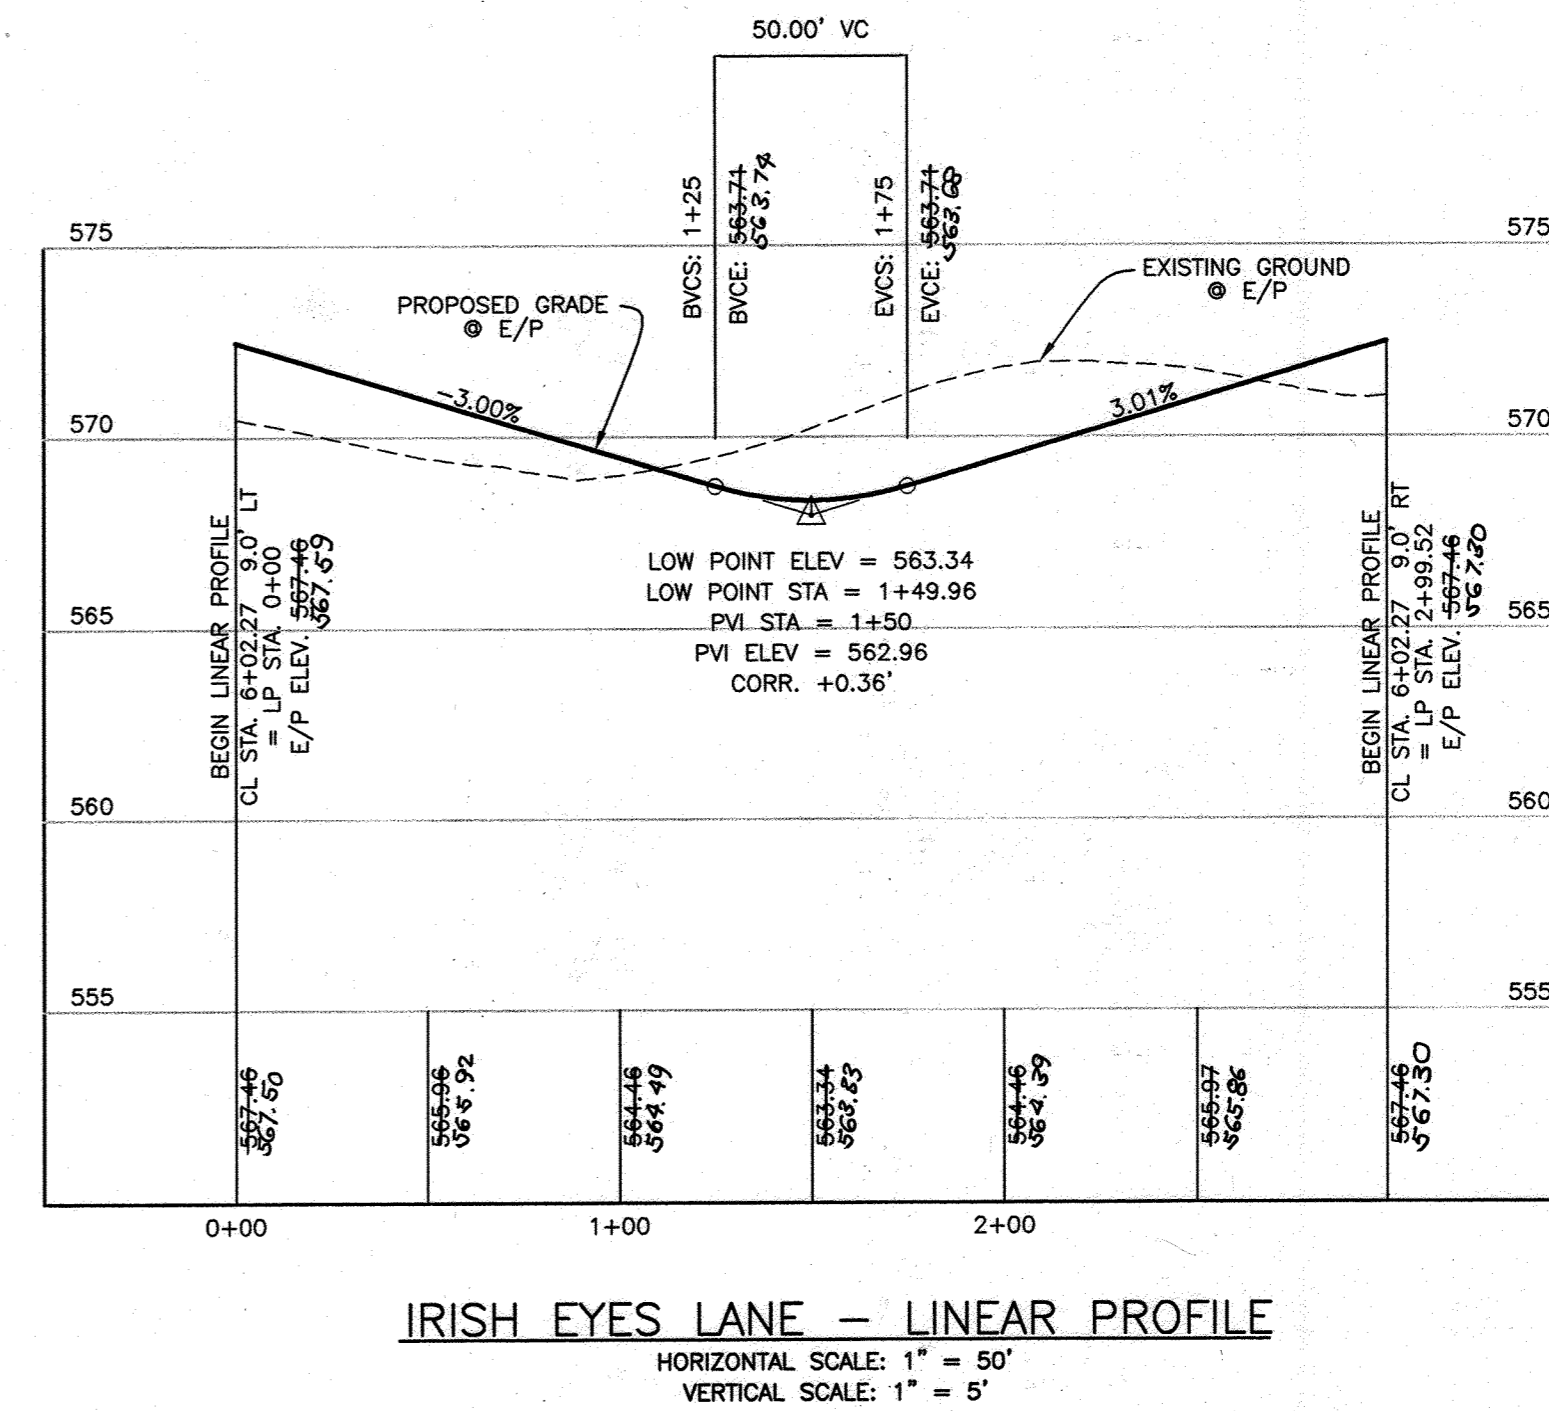 50.00' VC
BVCS: 1+25
BVCE: 563.71
563.74
EVCS: 1+75
EVCE: 563.71
563.68
575
575
PROPOSED GRADE
@ E/P
EXISTING GROUND
@ E/P
-3.00%
3.01%
570
570
BEGIN LINEAR PROFILE
CL STA. 6+02.27 9.0' LT
= LP STA. 0+00
E/P ELEV. 567.46
567.59
LOW POINT ELEV = 563.34
LOW POINT STA = 1+49.96
PVI STA = 1+50
PVI ELEV = 562.96
CORR. +0.36'
BEGIN LINEAR PROFILE
CL STA. 6+02.27 9.0' RT
= LP STA. 2+99.52
E/P ELEV. 567.46
567.30
565
565
560
560
555
555
567.46
567.50
565.96
565.92
564.46
564.49
563.34
563.53
564.46
564.39
565.97
565.86
567.46
567.30
0+00
1+00
2+00
IRISH EYES LANE – LINEAR PROFILE
HORIZONTAL SCALE: 1" = 50'
VERTICAL SCALE: 1" = 5'